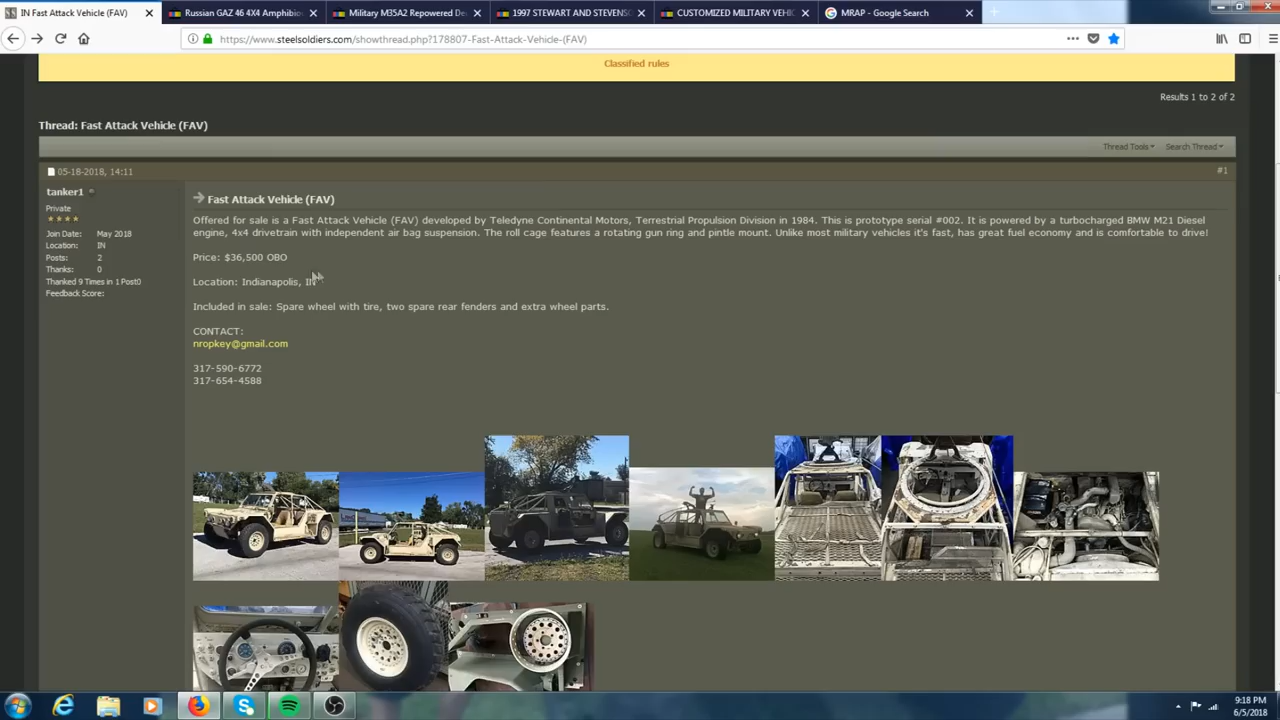 IN Fast Attack Vehicle (FAV)
Russian GAZ 46 4X4 Amphibio
Military M35A2 Repowered De
1997 STEWART AND STEVENSO
CUSTOMIZED MILITARY VEHIC
MRAP - Google Search
https://www.steelsoldiers.com/showthread.php?178807-Fast-Attack-Vehicle-(FAV)
Classified rules
Results 1 to 2 of 2
Thread: Fast Attack Vehicle (FAV)
Thread Tools
Search Thread
05-18-2018, 14:11
#1
tanker1
Private
Join Date: May 2018
Location: IN
Posts: 2
Thanks: 0
Thanked 9 Times in 1 Post0
Feedback Score:
Fast Attack Vehicle (FAV)
Offered for sale is a Fast Attack Vehicle (FAV) developed by Teledyne Continental Motors, Terrestrial Propulsion Division in 1984. This is prototype serial #002. It is powered by a turbocharged BMW M21 Diesel
engine, 4x4 drivetrain with independent air bag suspension. The roll cage features a rotating gun ring and pintle mount. Unlike most military vehicles it's fast, has great fuel economy and is comfortable to drive!
Price: $36,500 OBO
Location: Indianapolis, IN
Included in sale: Spare wheel with tire, two spare rear fenders and extra wheel parts.
CONTACT:
nropkey@gmail.com
317-590-6772
317-654-4588
9:18 PM
6/5/2018